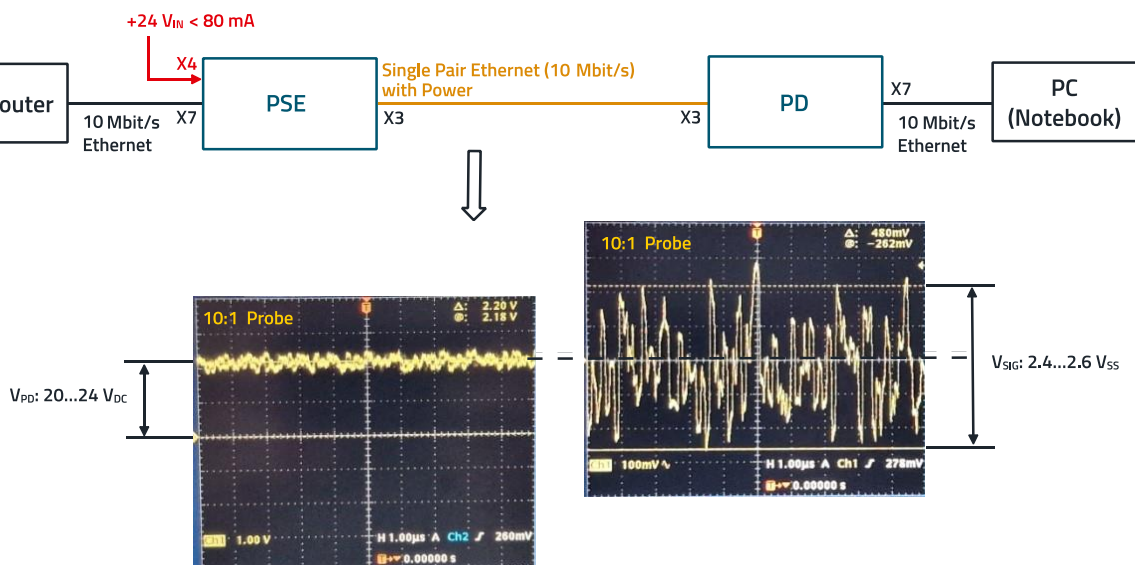 +24 VIN < 80 mA
X4
outer
PSE
Single Pair Ethernet (10 Mbit/s)
with Power
PD
X7
PC
(Notebook)
10 Mbit/s
Ethernet
X7
X3
X3
10 Mbit/s
Ethernet
10:1 Probe
T
Δ: 480mV
@: -262mV
10:1 Probe
T
Δ: 2.20 V
@: 2.18 V
VPD: 20...24 VDC
VSIG: 2.4...2.6 VSS
Ch1 100mV∿ H 1.00µs A Ch1 ƒ 278mV
T→▼0.00000 s
Ch1 1.00 V H 1.00µs A Ch2 ƒ 260mV
T→▼0.00000 s